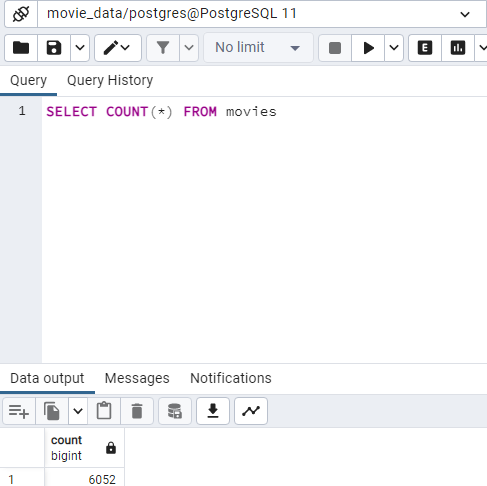 movie_data/postgres@PostgreSQL 11
No limit
E
Query Query History
1 SELECT COUNT(*) FROM movies
Data output Messages Notifications
count
bigint
1 6052